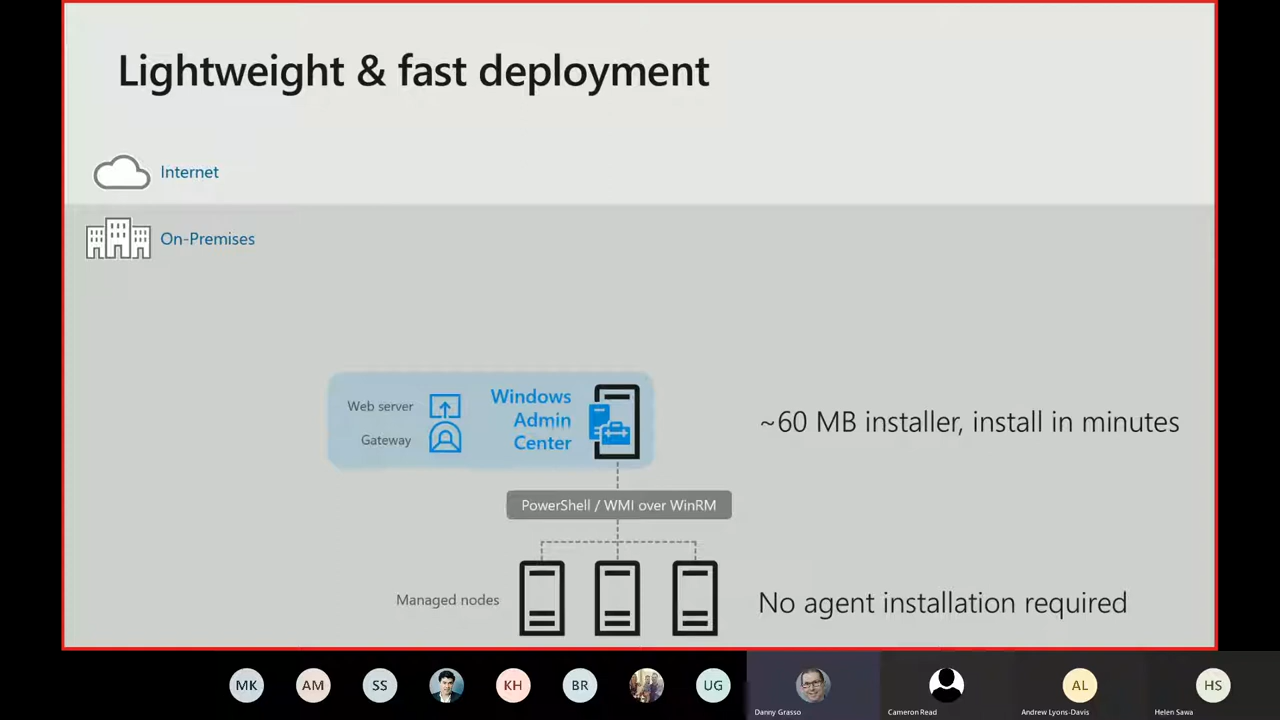 Lightweight & fast deployment
Internet
On-Premises
Web server
Gateway
Windows
Admin
Center
~60 MB installer, install in minutes
PowerShell / WMI over WinRM
Managed nodes
No agent installation required
MK
AM
SS
KH
BR
UG
Danny Grasso
Cameron Read
AL
Andrew Lyons-Davis
HS
Helen Sawa